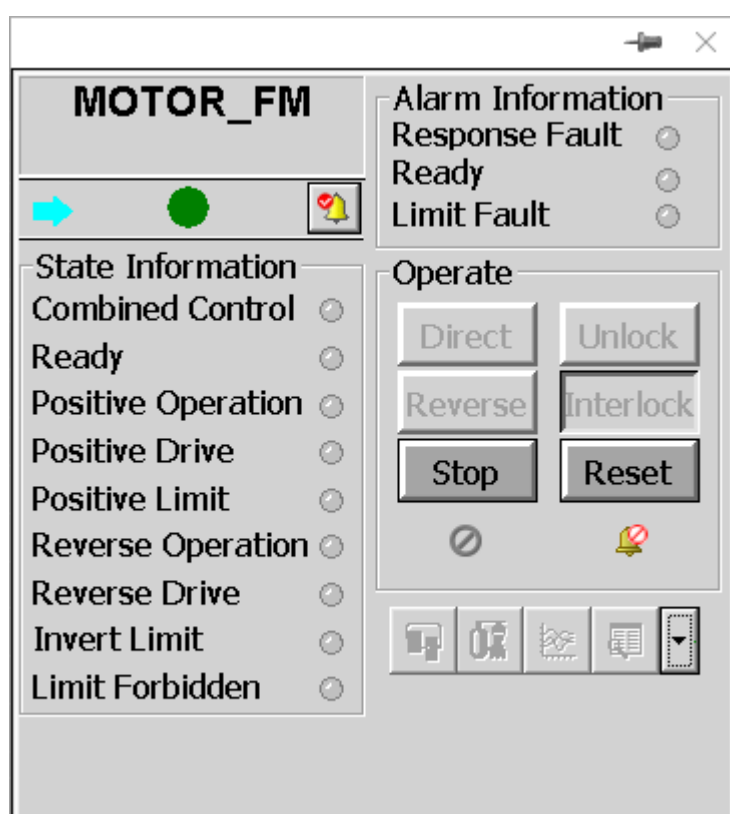 MOTOR_FM
State Information
Combined Control
Ready
Positive Operation
Positive Drive
Positive Limit
Reverse Operation
Reverse Drive
Invert Limit
Limit Forbidden
Alarm Information
Response Fault
Ready
Limit Fault
Operate
Direct Unlock
Reverse Interlock
Stop Reset